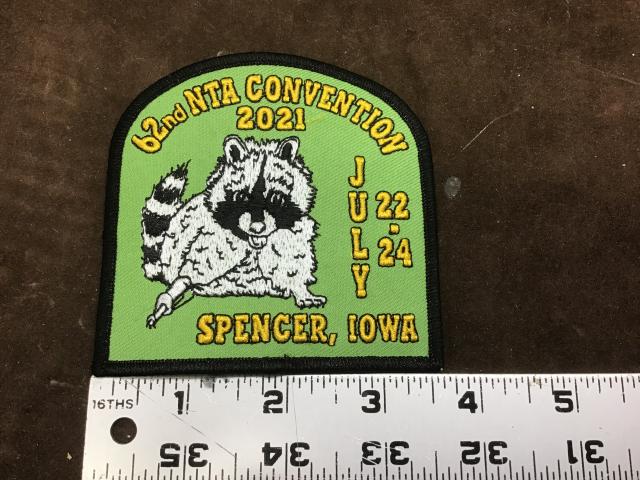 62nd NTA CONVENTION
2021
JULY
22-24
SPENCER, IOWA
16THS 1 2 3 4 5
35 34 33 32 31